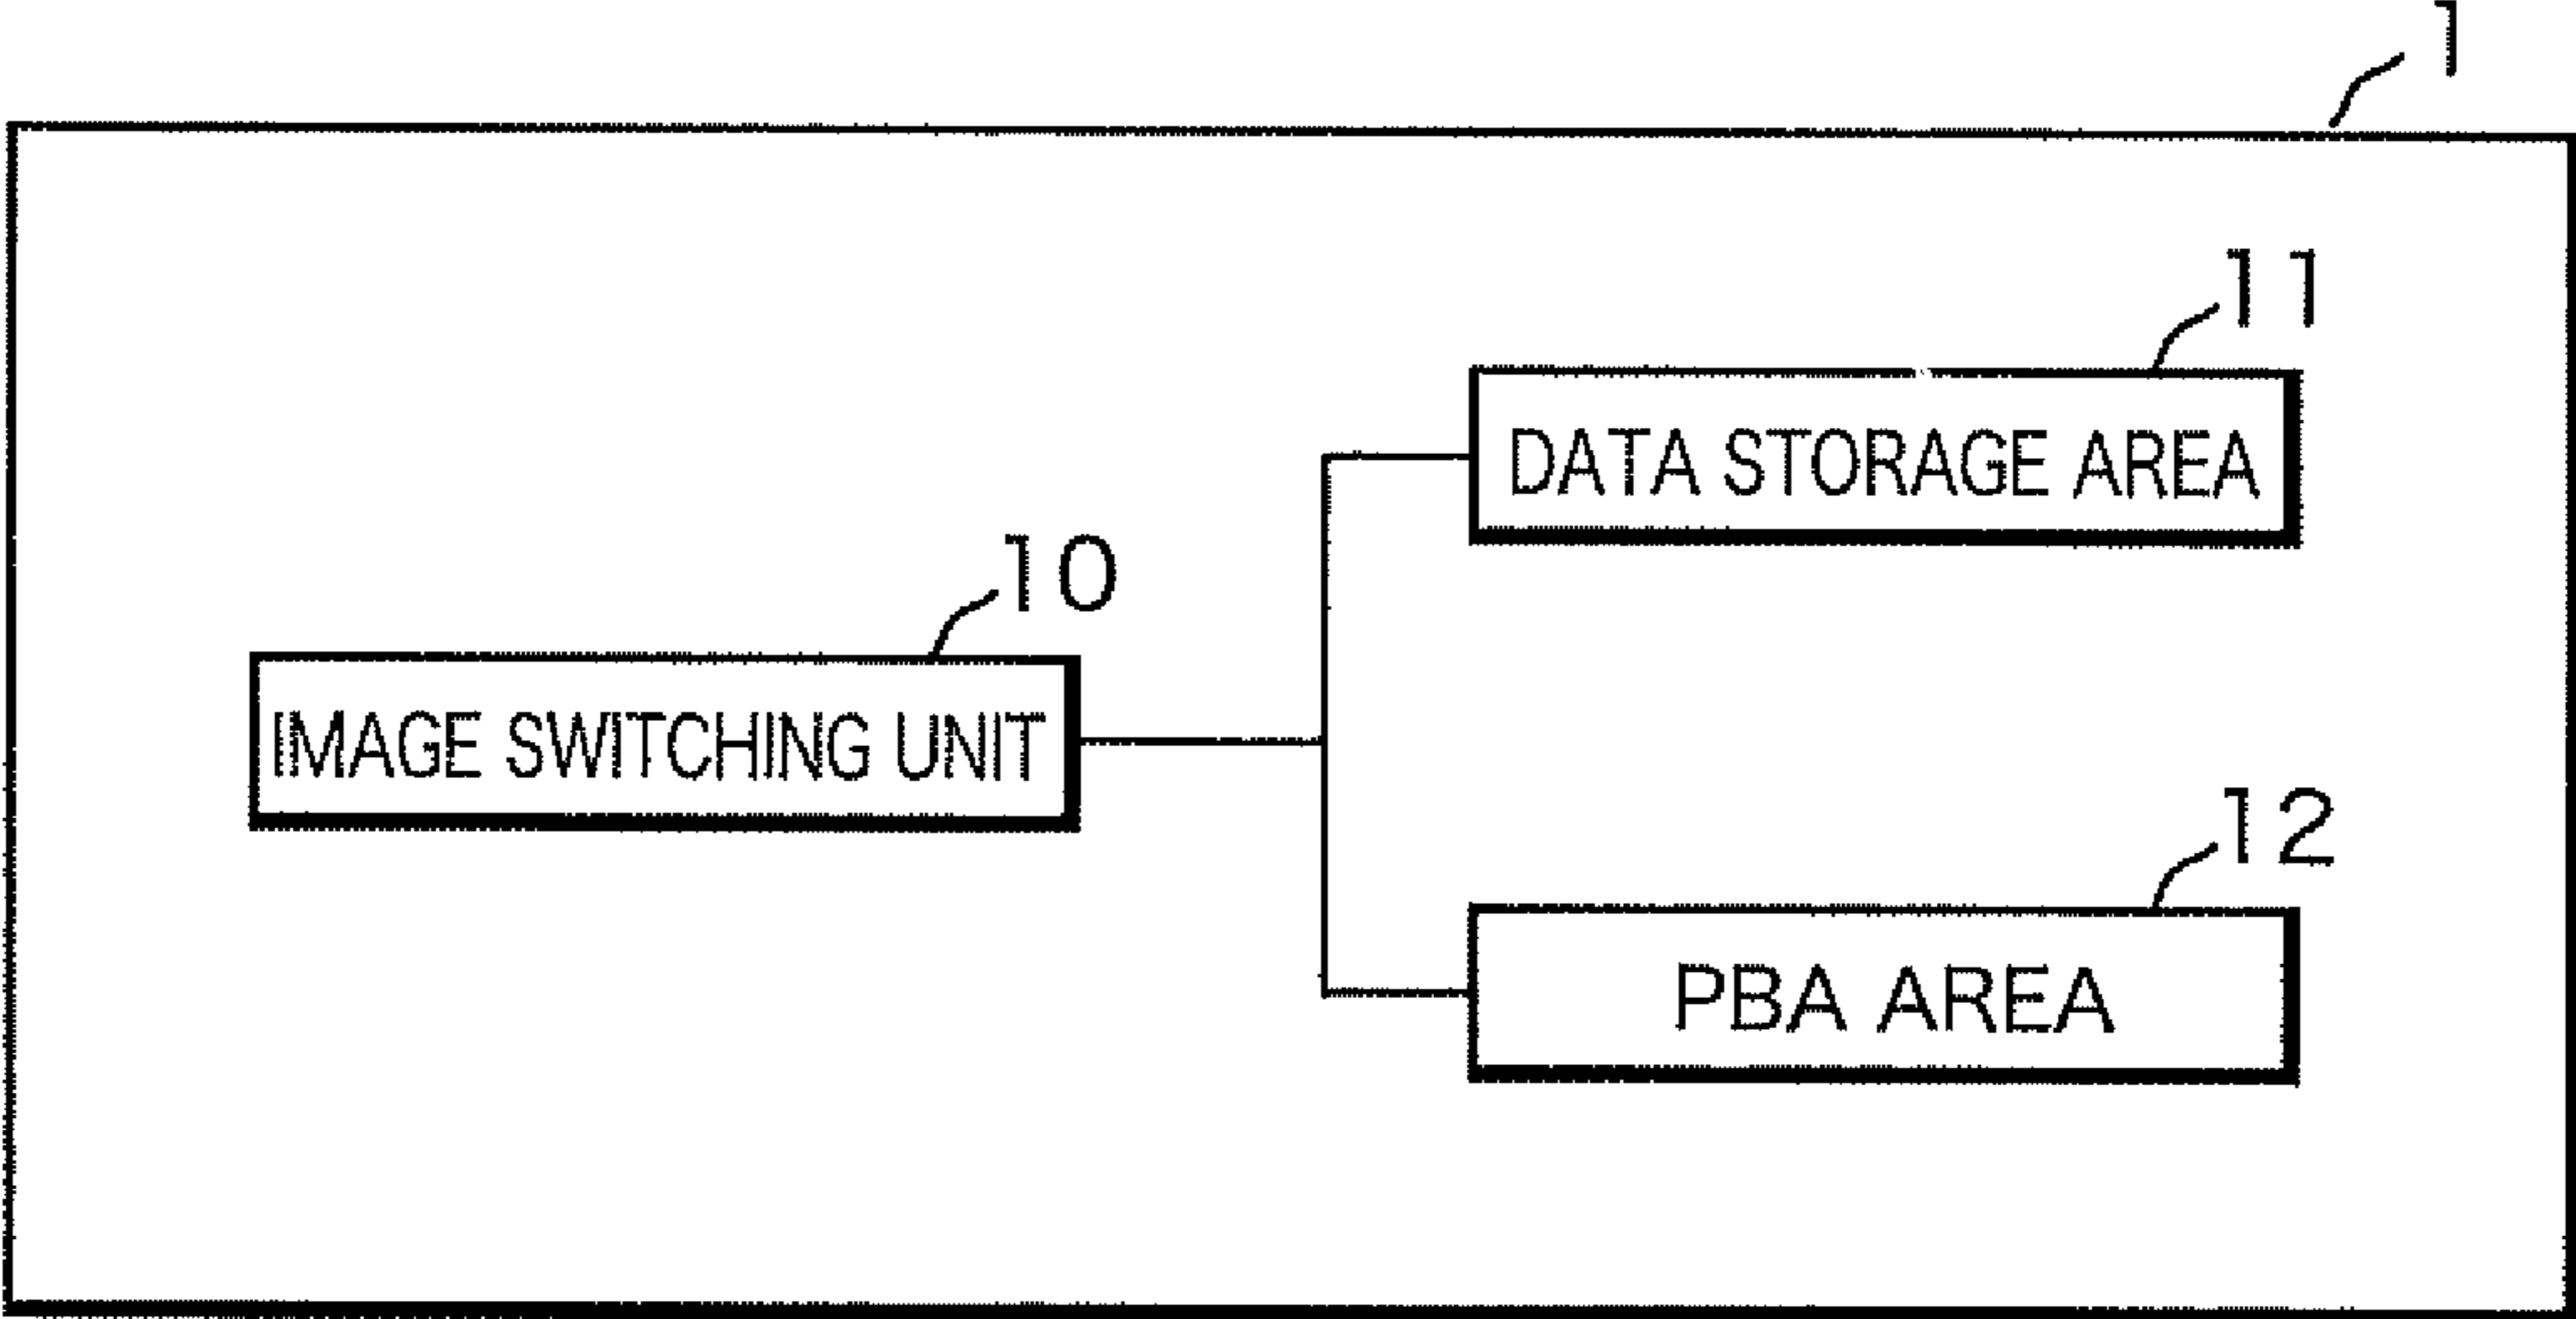 1
11
DATA STORAGE AREA
10
IMAGE SWITCHING UNIT
12
PBA AREA